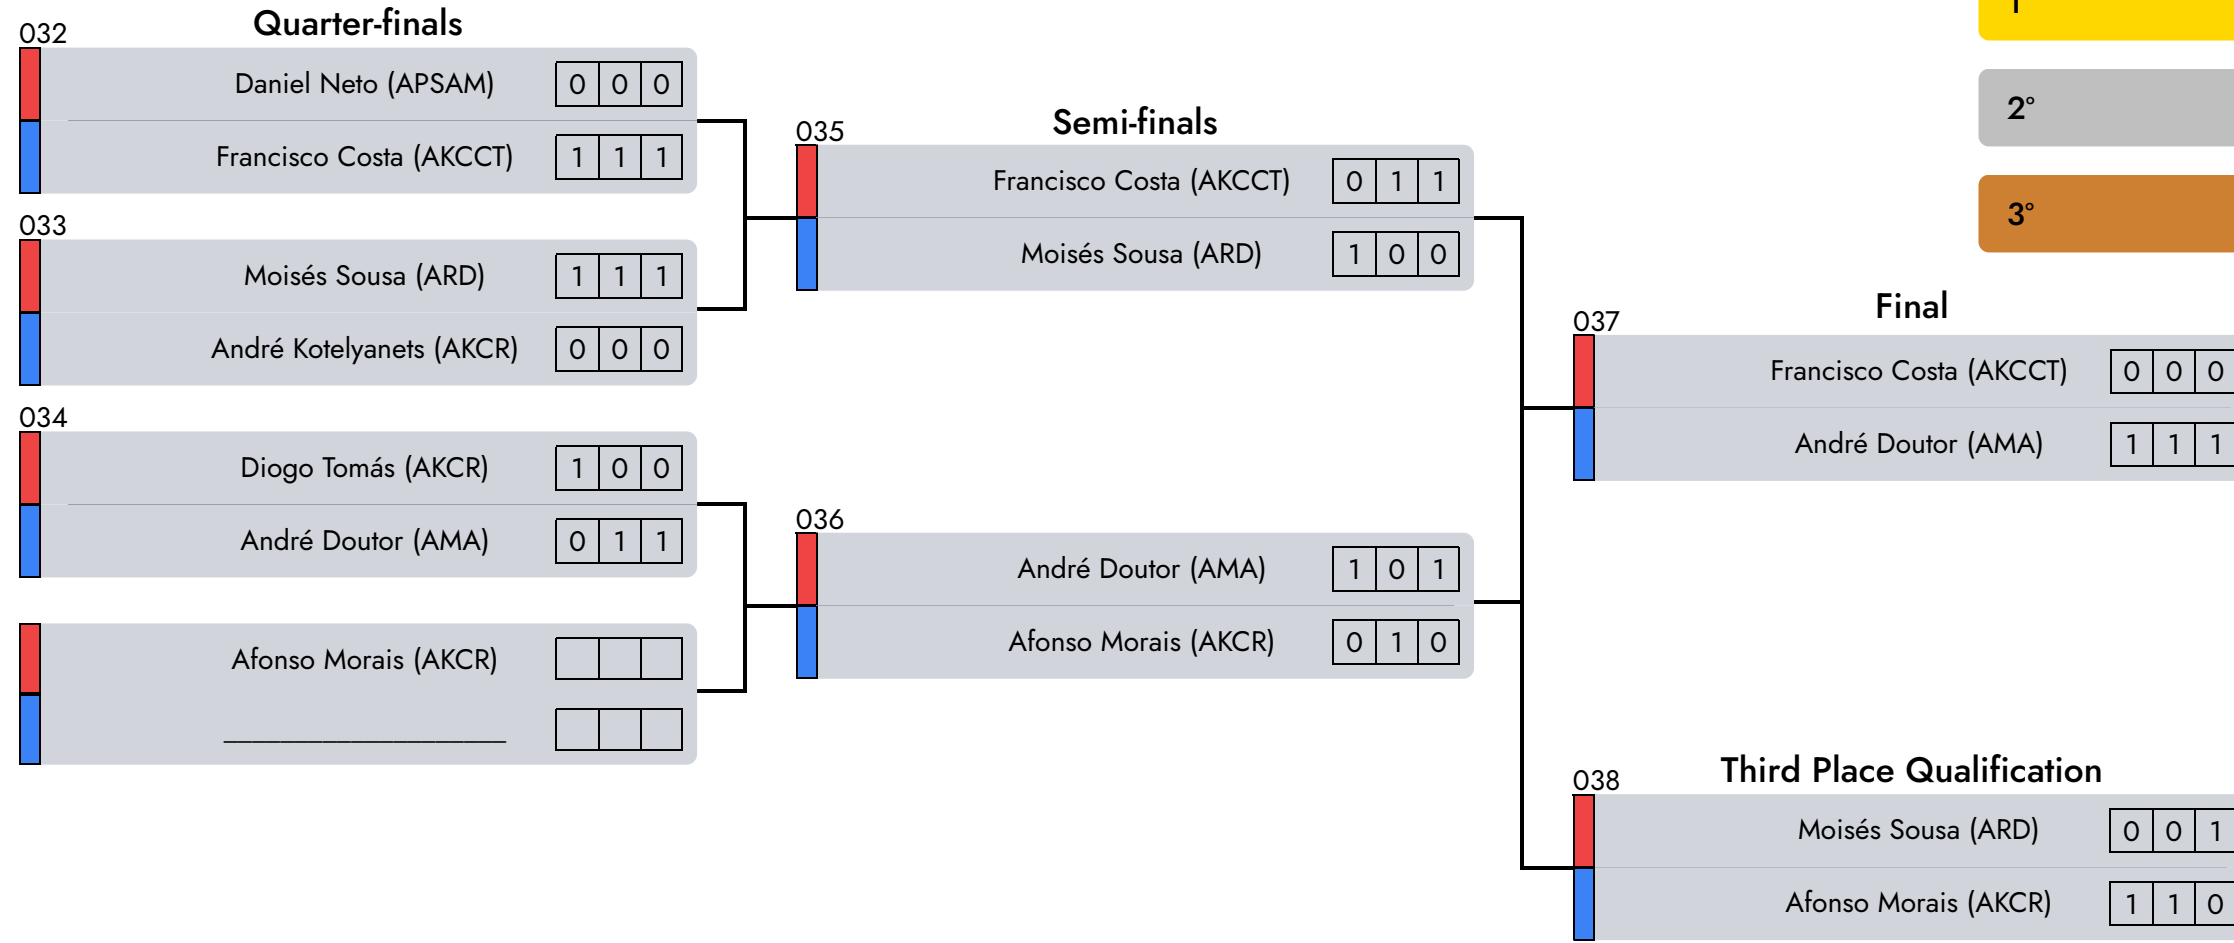 Quarter-finals
032
Daniel Neto (APSAM) 0 0 0
Francisco Costa (AKCCT) 1 1 1
033
Moisés Sousa (ARD) 1 1 1
André Kotelyanets (AKCR) 0 0 0
034
Diogo Tomás (AKCR) 1 0 0
André Doutor (AMA) 0 1 1
Afonso Morais (AKCR)
____________________
Semi-finals
035
Francisco Costa (AKCCT) 0 1 1
Moisés Sousa (ARD) 1 0 0
036
André Doutor (AMA) 1 0 1
Afonso Morais (AKCR) 0 1 0
2°
3°
Final
037
Francisco Costa (AKCCT) 0 0 0
André Doutor (AMA) 1 1 1
Third Place Qualification
038
Moisés Sousa (ARD) 0 0 1
Afonso Morais (AKCR) 1 1 0